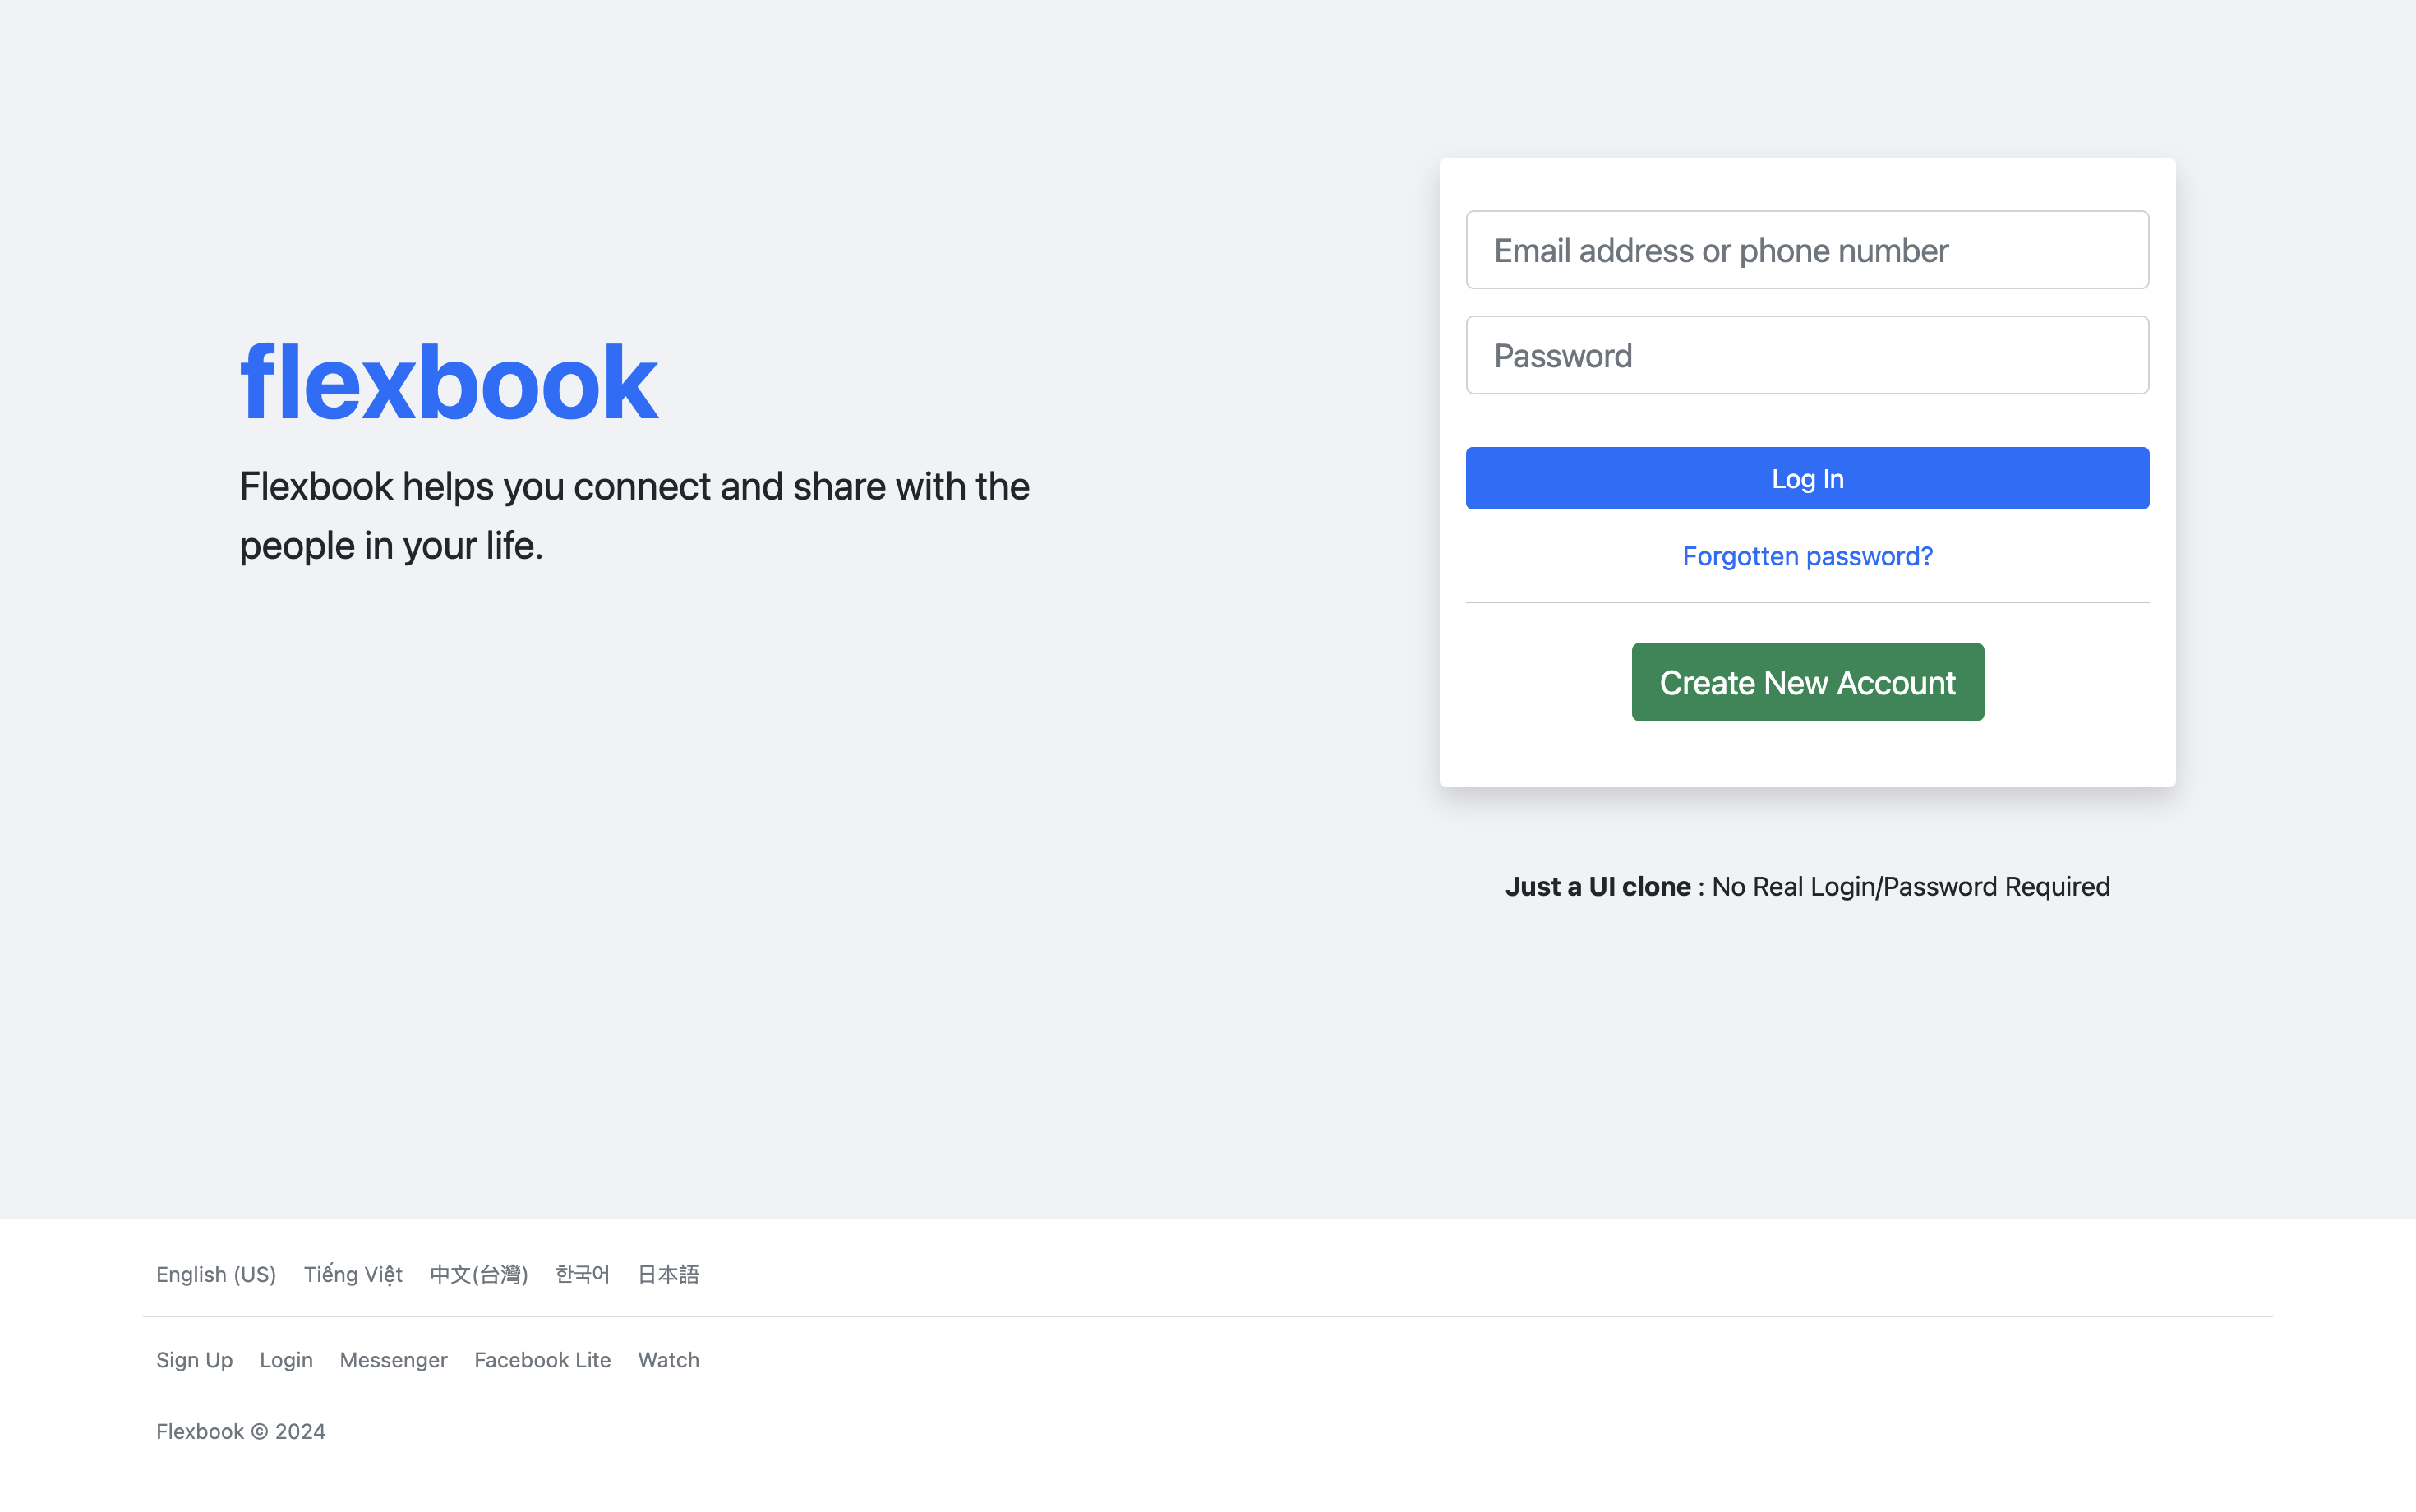 flexbook
Flexbook helps you connect and share with the
people in your life.
Email address or phone number
Password
Log In
Forgotten password?
Create New Account
Just a UI clone : No Real Login/Password Required
English (US) Tiếng Việt 中文(台灣) 한국어 日本語
Sign Up Login Messenger Facebook Lite Watch
Flexbook © 2024